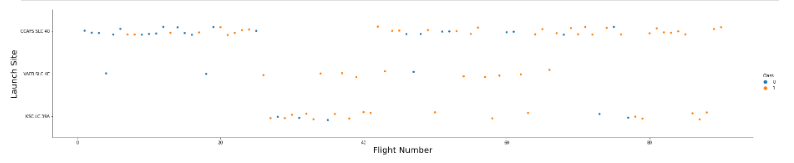 CCAFS SLC 40
VAFB SLC 4E
KSC LC 39A
Launch Site
0
20
40
60
80
Flight Number
Class
0
1